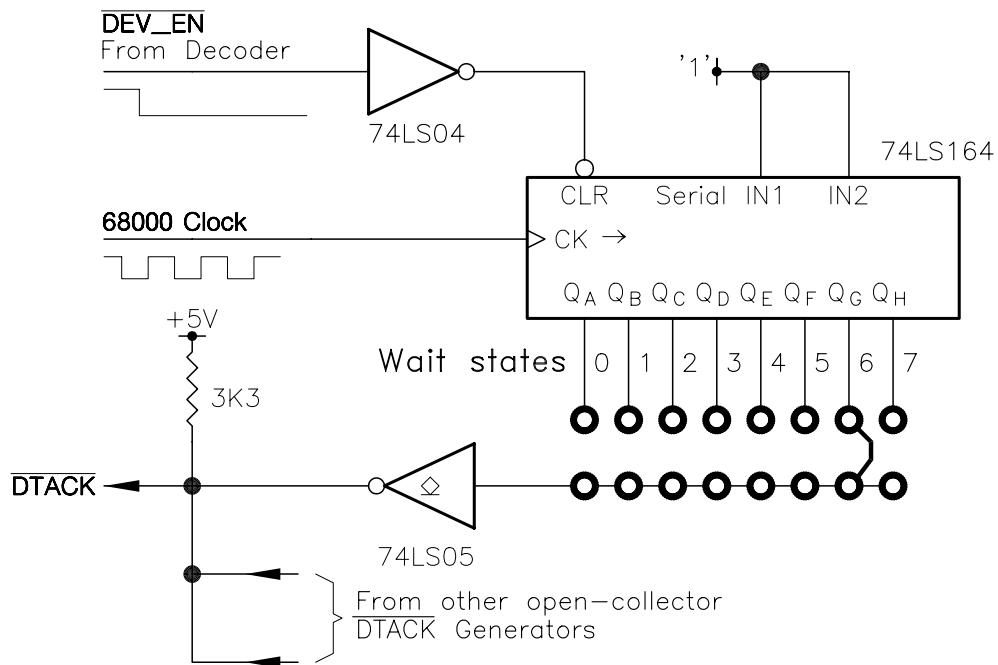 DEV_EN
From Decoder
74LS04
'1'
74LS164
CLR Serial IN1 IN2
68000 Clock
CK →
QA QB QC QD QE QF QG QH
+5V
Wait states 0 1 2 3 4 5 6 7
3K3
DTACK
74LS05
From other open-collector
DTACK Generators